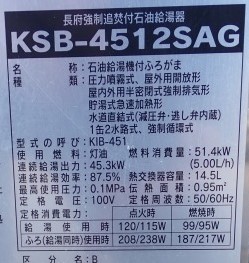 長府強制追焚付石油給湯器
KSB-4512SAG
名 称：石油給湯機付ふろがま
種 類：圧力噴霧式、屋外用開放形
屋外用半密閉式強制排気形
貯湯式急速加熱形
水道直結式(減圧弁・逃し弁内蔵)
1缶2水路式、強制循環式
型式の呼び：KIB-451
使用燃料：灯油 燃料消費量：51.4kW
連続給湯出力：45.3kW (5.00L/h)
連続給湯効率：87.5% 熱交換器容量：14.5L
最高使用圧力：0.1MPa 伝熱面積：0.95m²
定格電圧：100V 定格周波数：50/60Hz
定格消費電力： 点火時 燃焼時
給湯使用時 120/115W 99/95W
ふろ(給湯同時)使用時 208/238W 187/217W
区分名：B